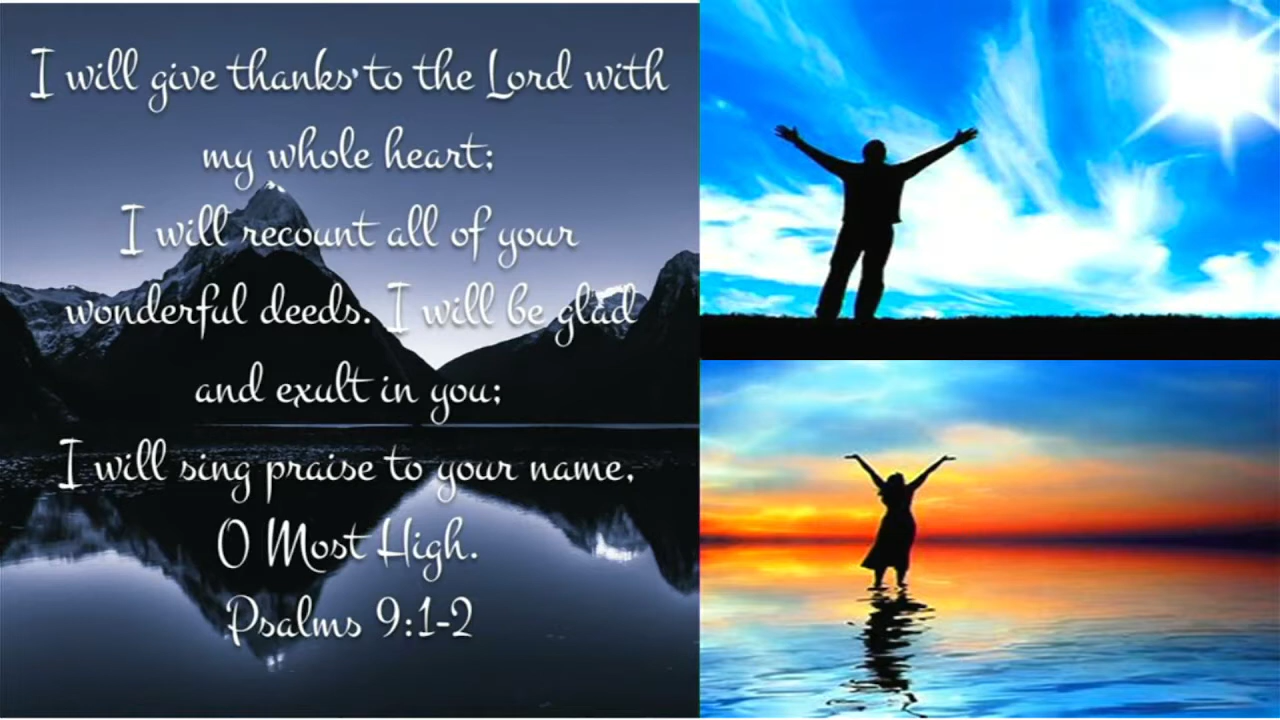 I will give thanks to the Lord with
my whole heart;
I will recount all of your
wonderful deeds. I will be glad
and exult in you;
I will sing praise to your name,
O Most High.
Psalms 9:1-2